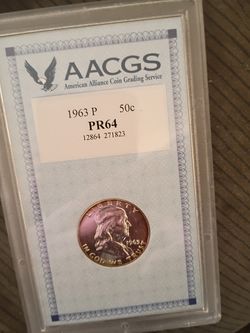 AACGS
American Alliance Coin Grading Service
1963 P 50c
PR64
12864 271823
LIBERTY
1963
IN GOD WE TRUST